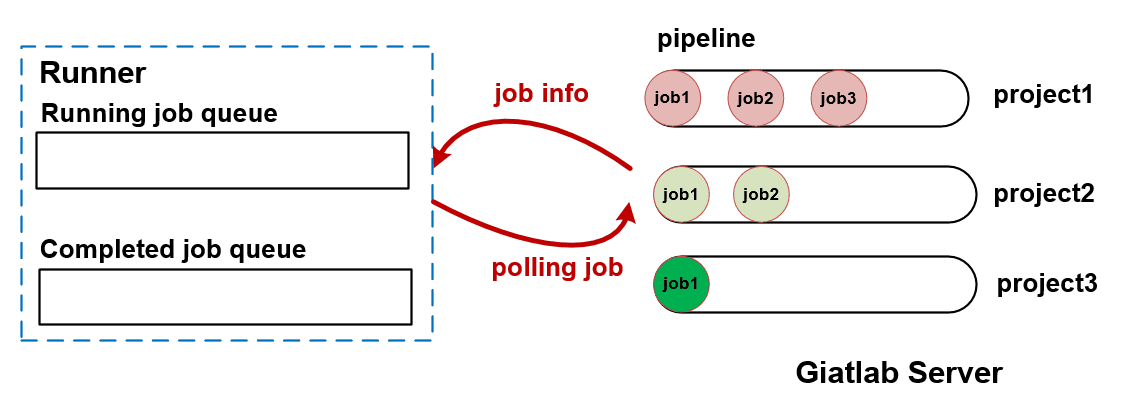 Runner
Running job queue
Completed job queue
job info
polling job
pipeline
job1 job2 job3 project1
job1 job2 project2
job1 project3
Giatlab Server